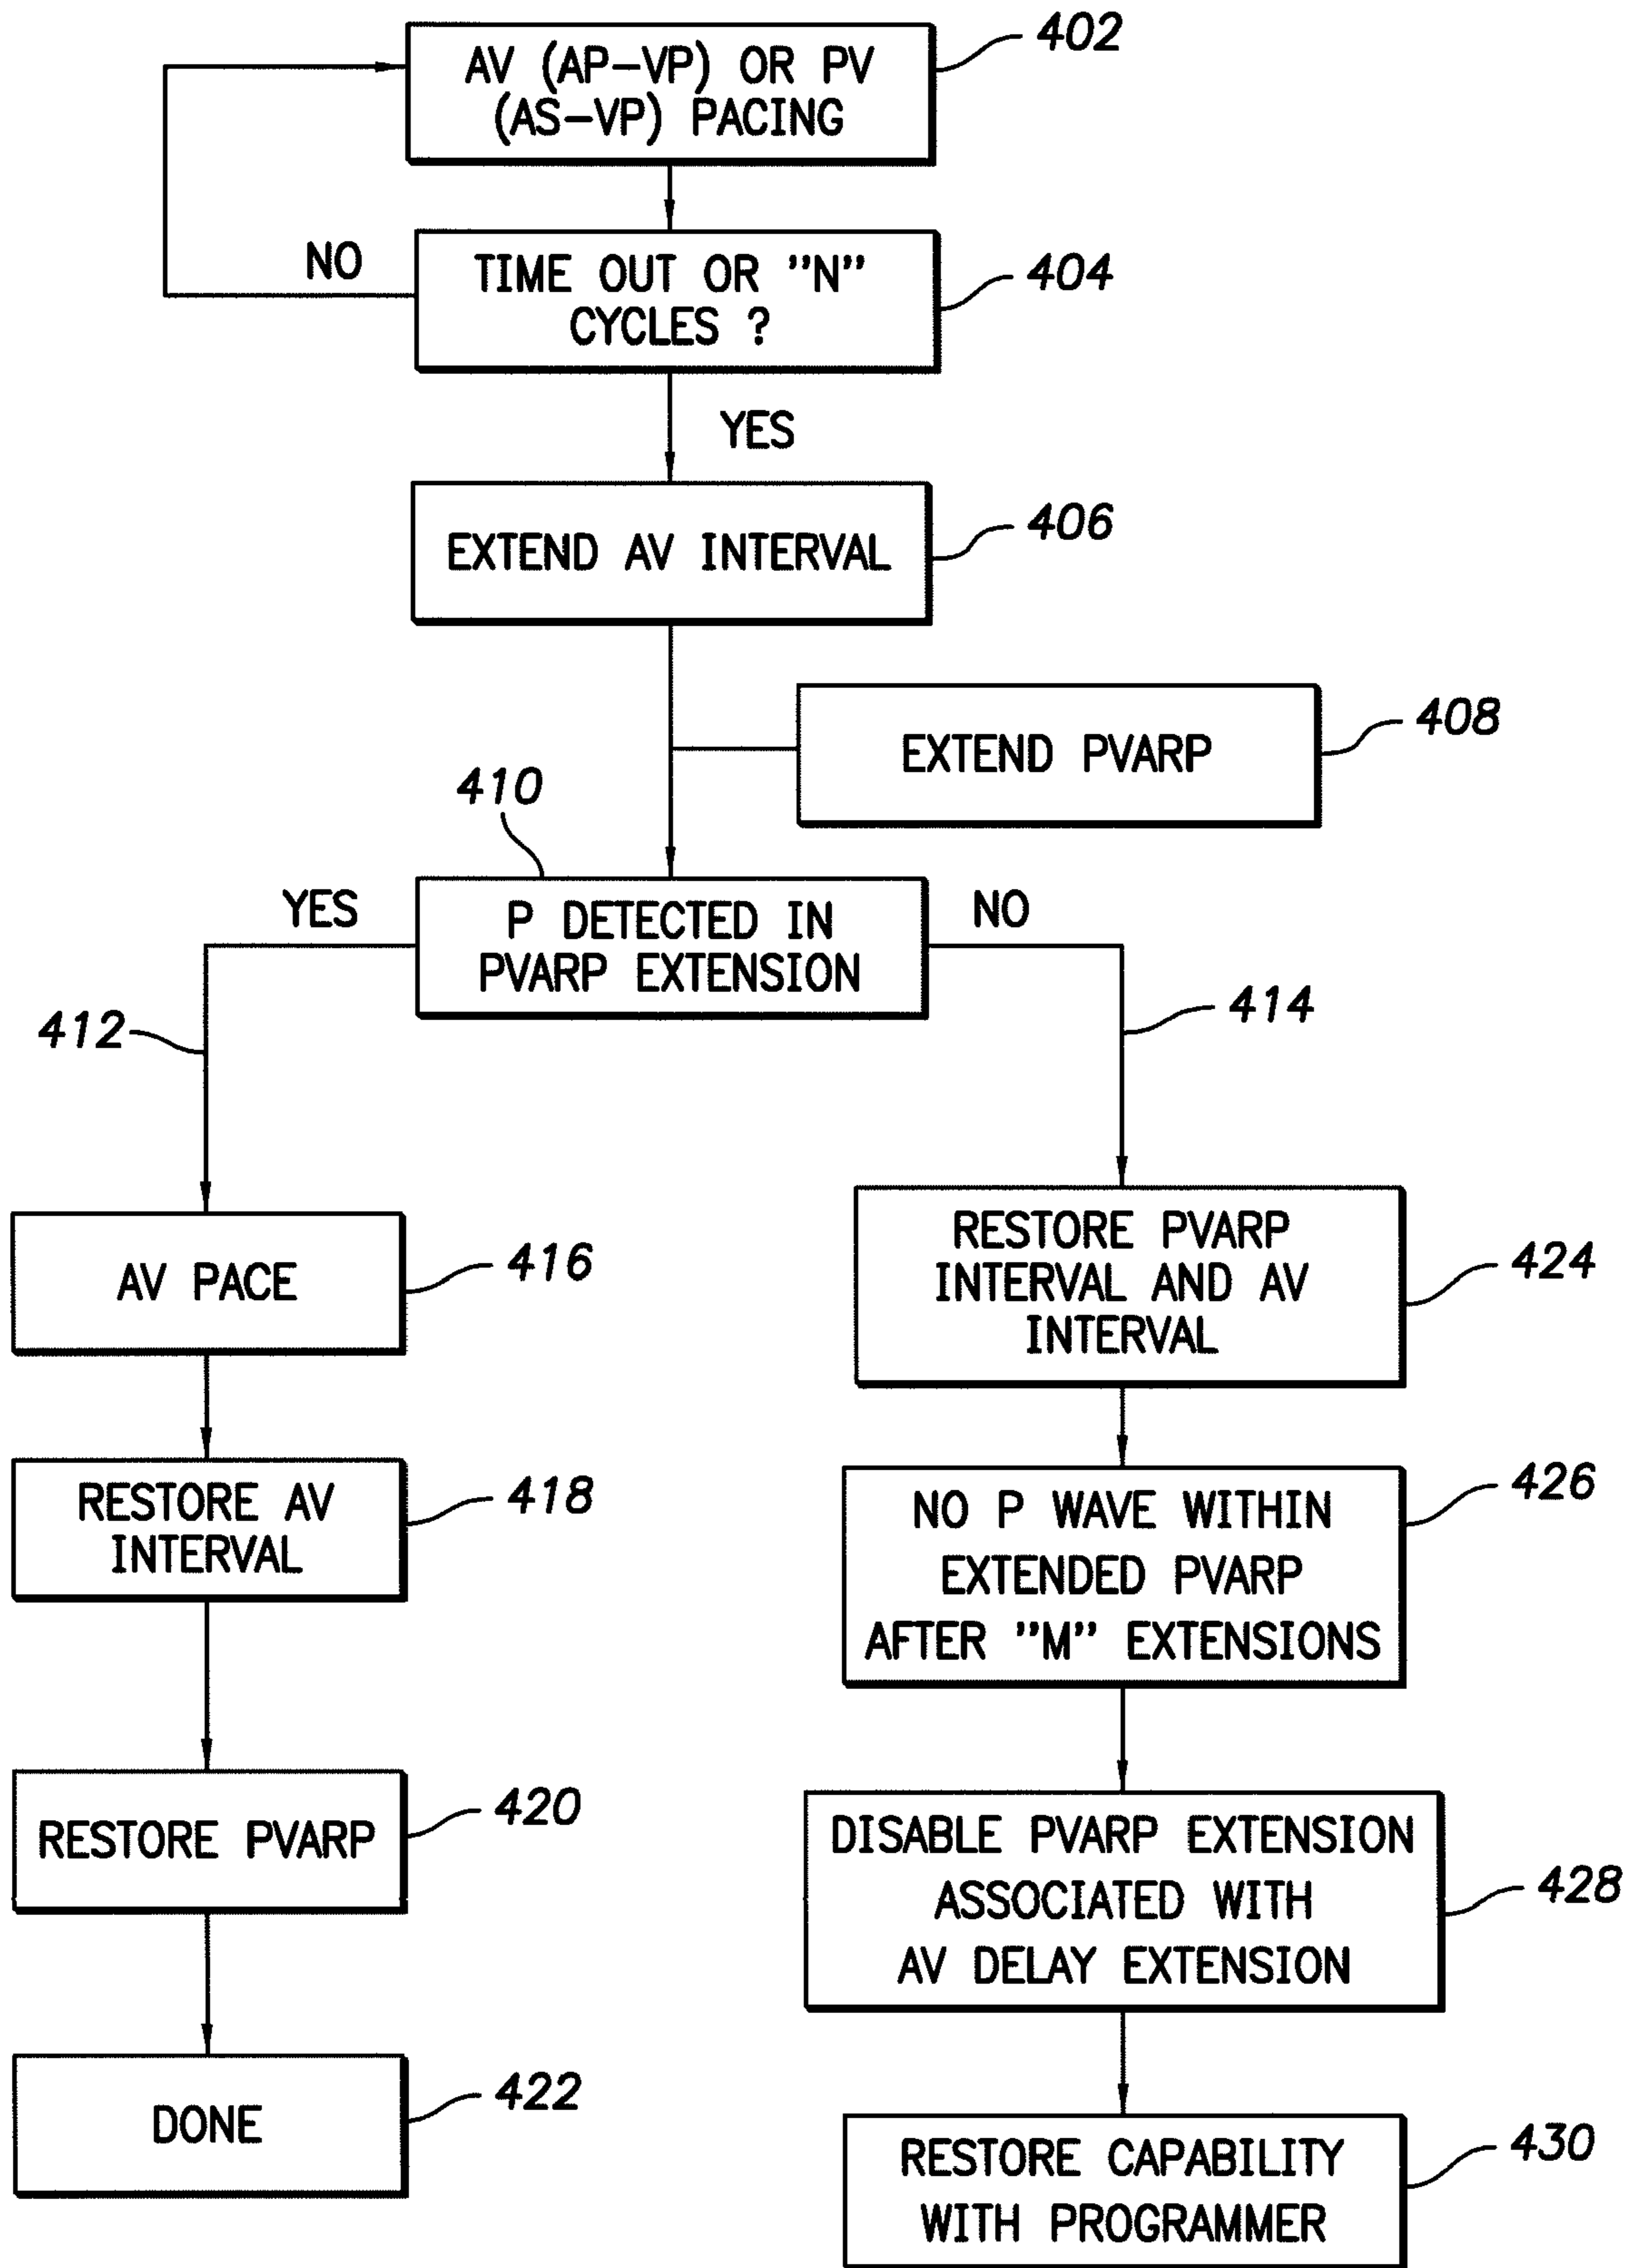 AV (AP-VP) OR PV
(AS-VP) PACING
402
NO
TIME OUT OR "N"
CYCLES ?
404
YES
EXTEND AV INTERVAL
406
EXTEND PVARP
408
410
YES
P DETECTED IN
PVARP EXTENSION
NO
412
414
AV PACE
416
RESTORE AV
INTERVAL
418
RESTORE PVARP
420
DONE
422
RESTORE PVARP
INTERVAL AND AV
INTERVAL
424
NO P WAVE WITHIN
EXTENDED PVARP
AFTER "M" EXTENSIONS
426
DISABLE PVARP EXTENSION
ASSOCIATED WITH
AV DELAY EXTENSION
428
RESTORE CAPABILITY
WITH PROGRAMMER
430